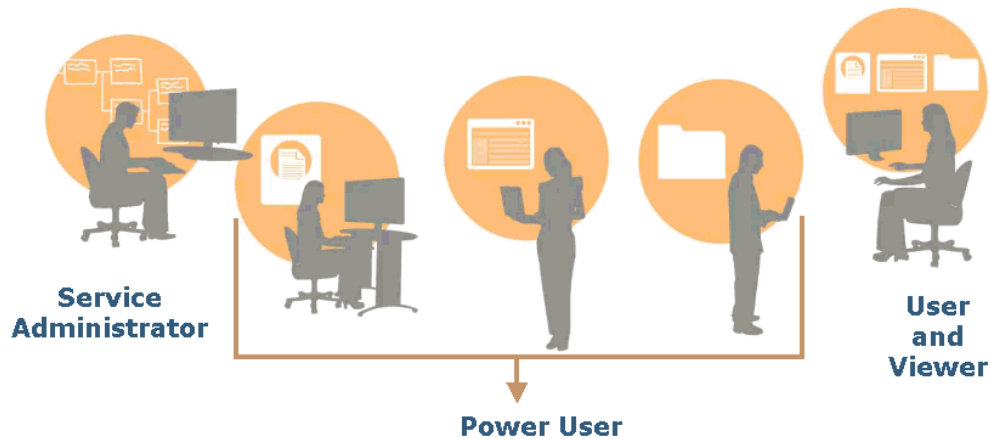 Service
Administrator
User
and
Viewer
Power User